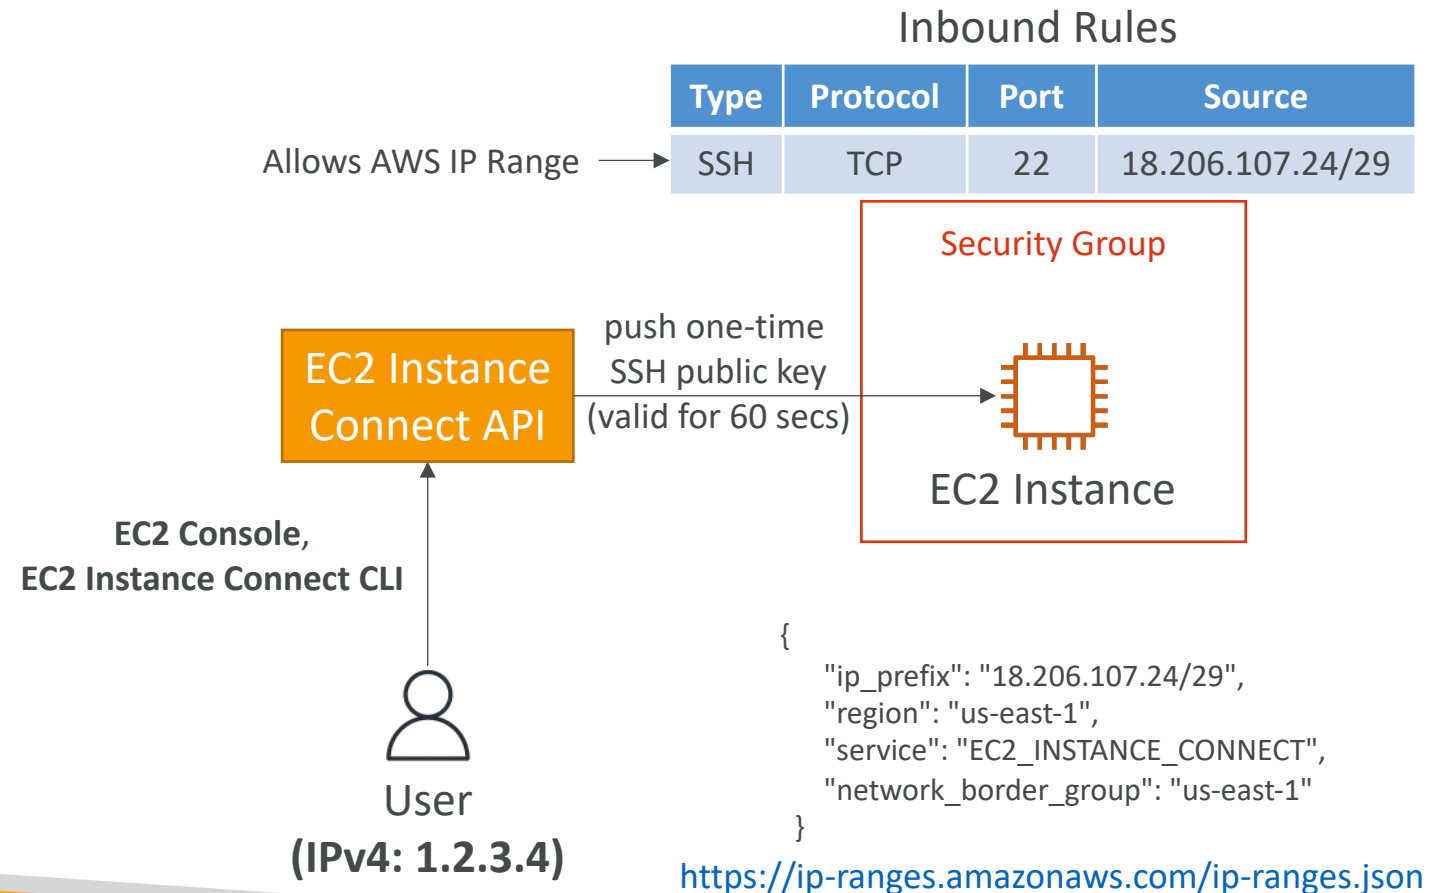 Inbound Rules
Type Protocol Port Source
Allows AWS IP Range SSH TCP 22 18.206.107.24/29
Security Group
push one-time
SSH public key
(valid for 60 secs)
EC2 Instance
Connect API
EC2 Instance
EC2 Console,
EC2 Instance Connect CLI
User
(IPv4: 1.2.3.4)
{
"ip_prefix": "18.206.107.24/29",
"region": "us-east-1",
"service": "EC2_INSTANCE_CONNECT",
"network_border_group": "us-east-1"
}
https://ip-ranges.amazonaws.com/ip-ranges.json